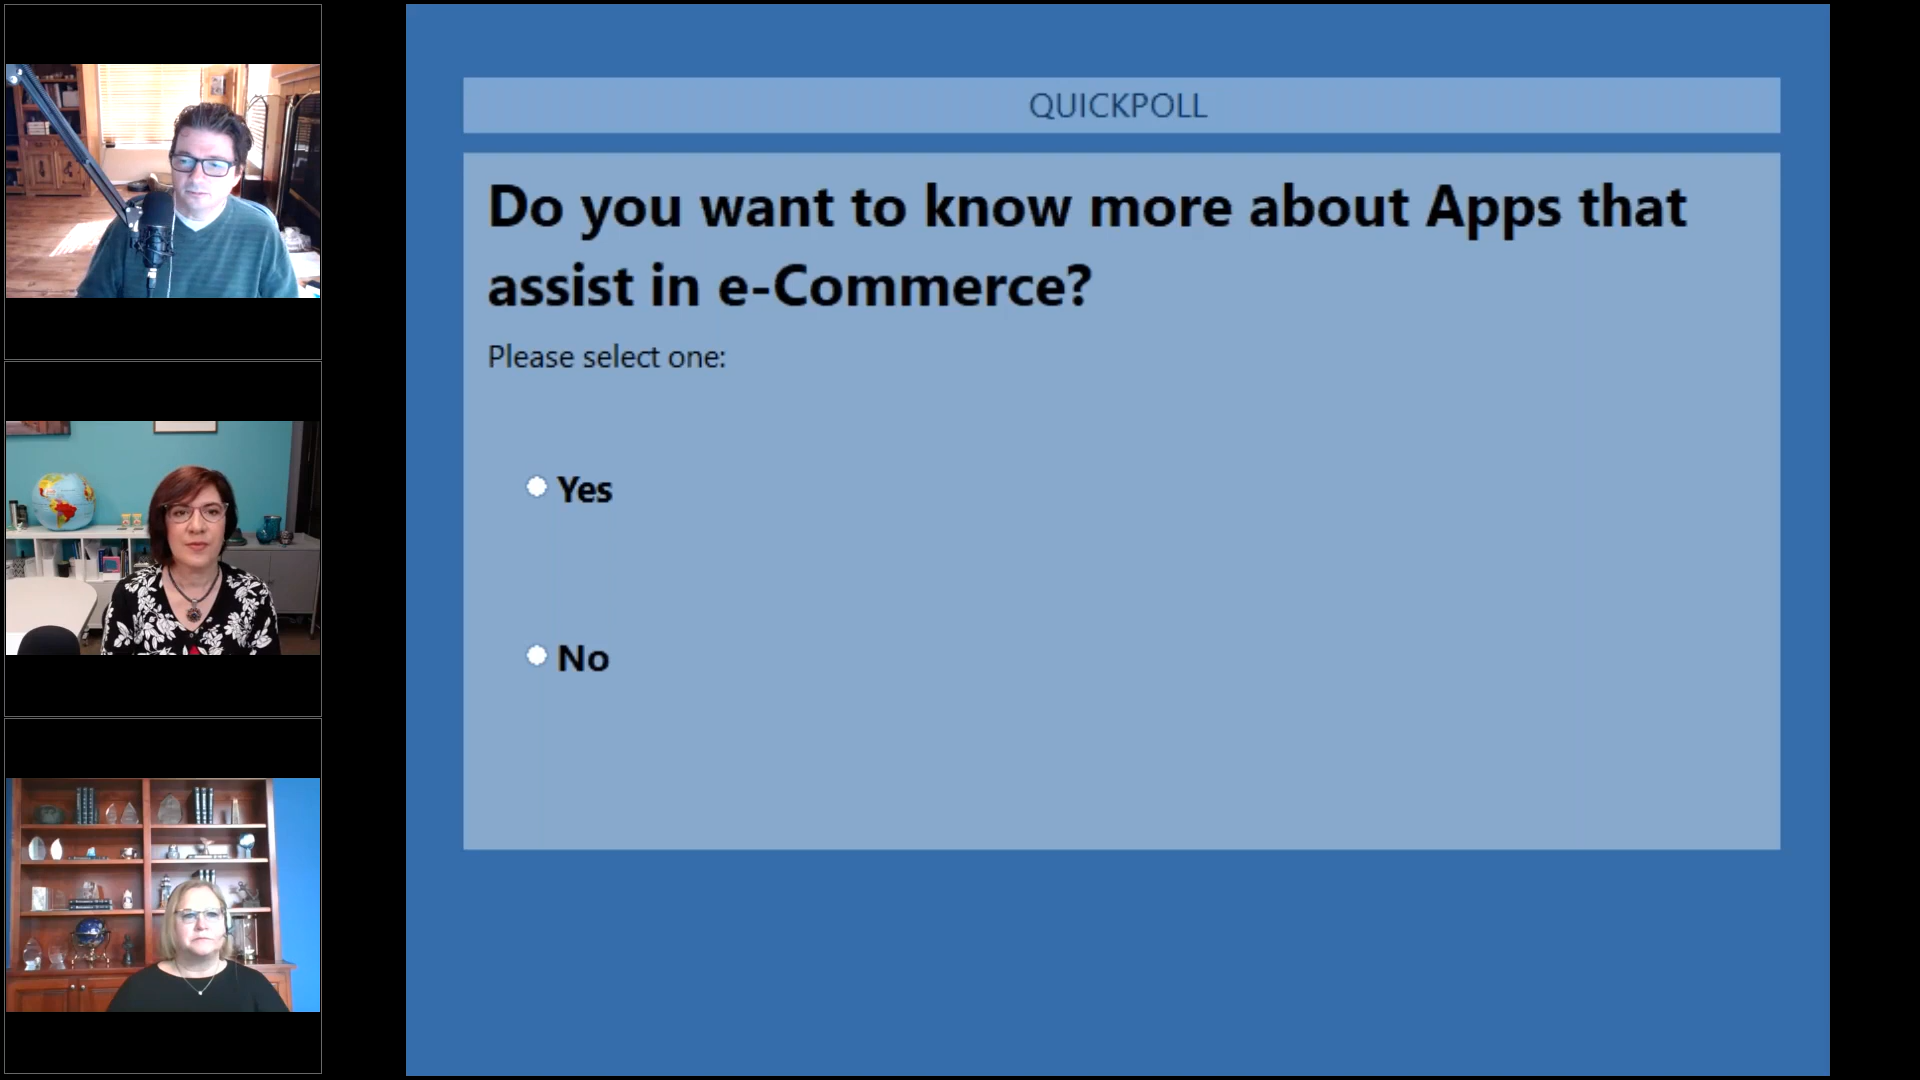 QUICKPOLL
Do you want to know more about Apps that
assist in e-Commerce?
Please select one:
Yes
No